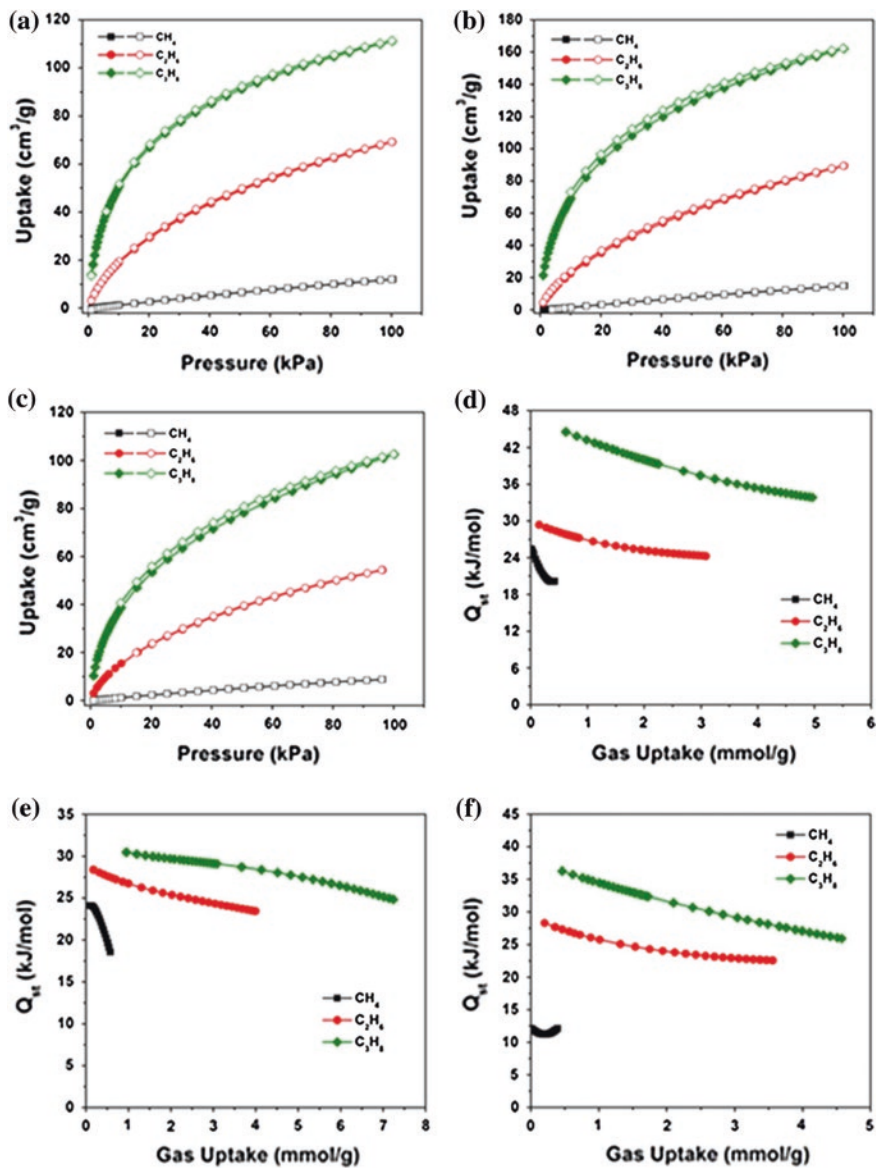 (a)
120
100
80
60
40
20
0
Uptake (cm³/g)
CH₄
C₂H₆
C₃H₈
0 20 40 60 80 100
Pressure (kPa)
(b)
180
160
140
120
100
80
60
40
20
0
Uptake (cm³/g)
CH₄
C₂H₆
C₃H₈
0 20 40 60 80 100
Pressure (kPa)
(c)
120
100
80
60
40
20
0
Uptake (cm³/g)
CH₄
C₂H₆
C₃H₈
0 20 40 60 80 100
Pressure (kPa)
(d)
48
42
36
30
24
18
12
6
0
Qst (kJ/mol)
CH₄
C₂H₆
C₃H₈
0 1 2 3 4 5 6
Gas Uptake (mmol/g)
(e)
35
30
25
20
15
10
5
0
Qst (kJ/mol)
CH₄
C₂H₆
C₃H₈
0 1 2 3 4 5 6 7 8
Gas Uptake (mmol/g)
(f)
45
40
35
30
25
20
15
10
5
0
Qst (kJ/mol)
CH₄
C₂H₆
C₃H₈
0 1 2 3 4 5
Gas Uptake (mmol/g)